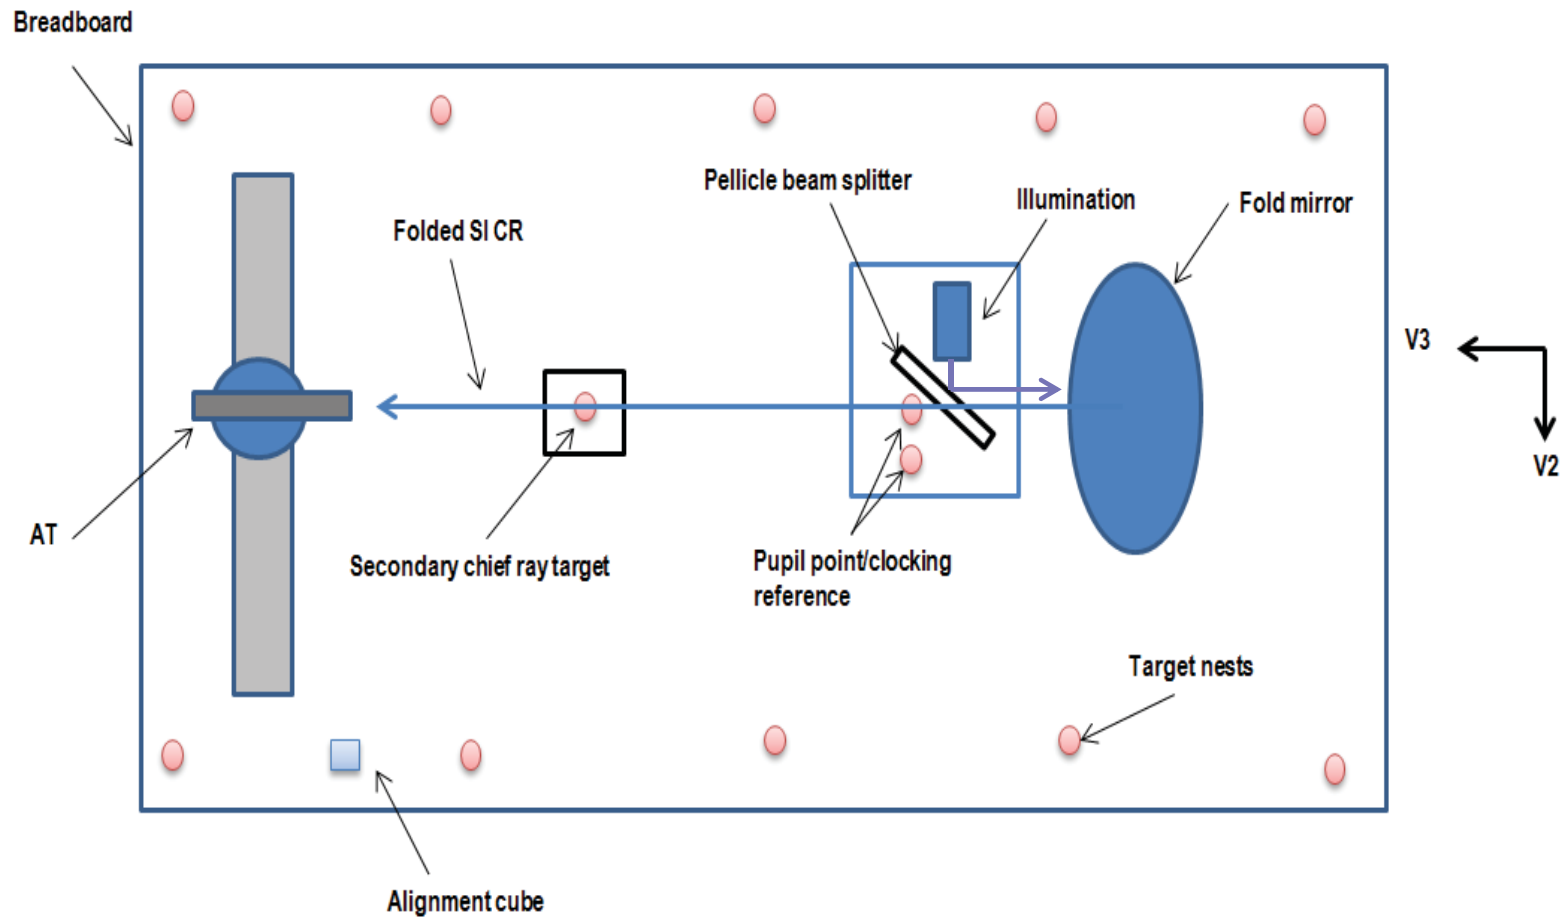 Breadboard
Pellicle beam splitter
Illumination
Fold mirror
Folded SI CR
V3
V2
AT
Secondary chief ray target
Pupil point/clocking
reference
Target nests
Alignment cube